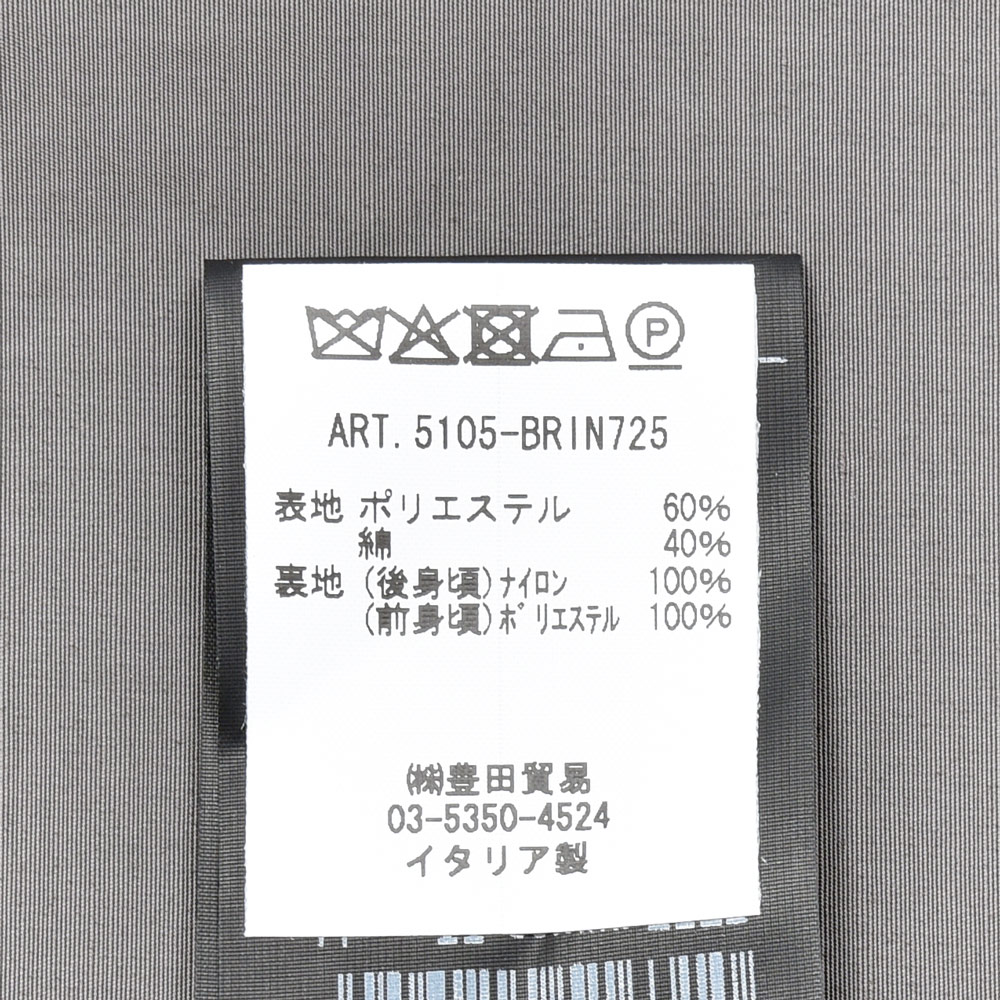 P
ART. 5105-BRIN725
表地 ポリエステル 60%
綿 40%
裏地 (後身頃)ナイロン 100%
(前身頃)ポリエステル 100%
㈱豊田貿易
03-5350-4524
イタリア製